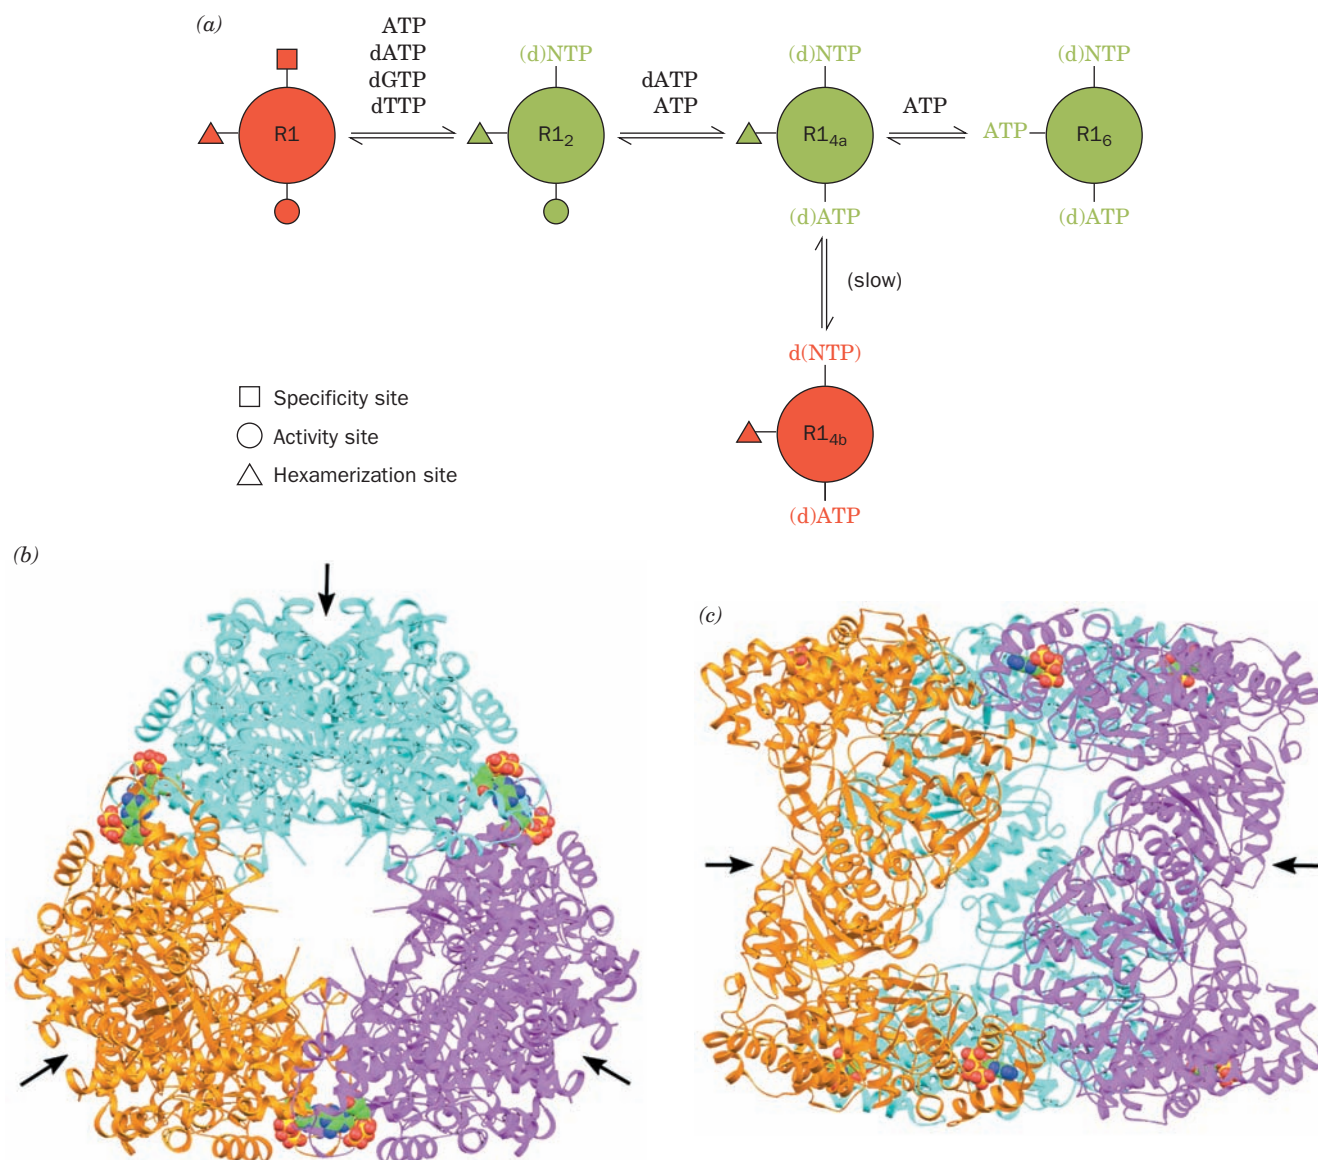 (a)
ATP
dATP
dGTP
dTTP
(d)NTP
dATP
ATP
(d)NTP
ATP
(d)NTP
R1
R1₂
R1₄ₐ
ATP
R1₆
(d)ATP
(d)ATP
(slow)
d(NTP)
R1₄b
(d)ATP
Specificity site
Activity site
Hexamerization site
(b)
(c)